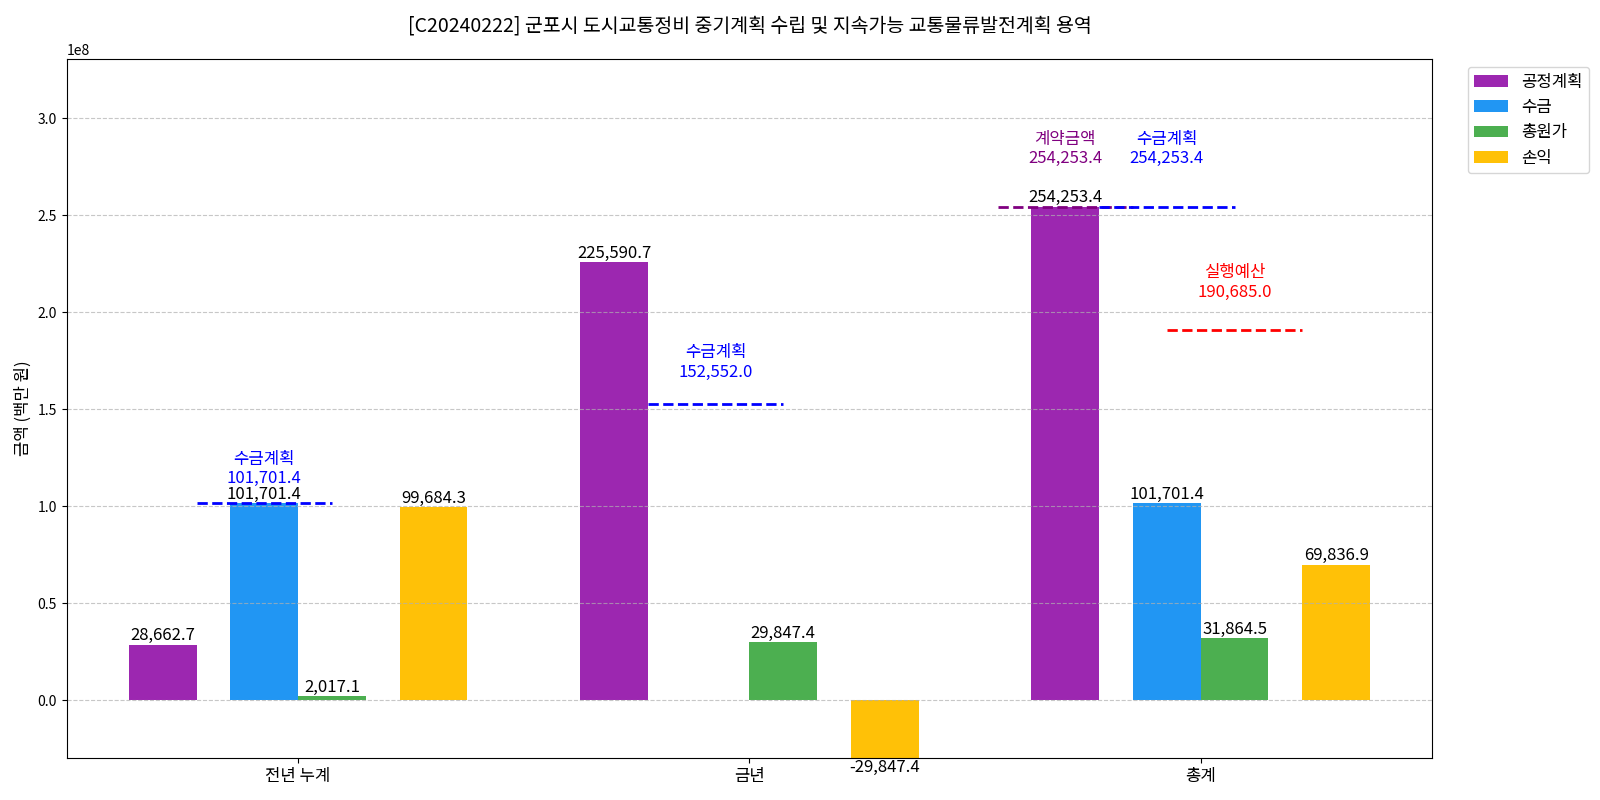 [C20240222] 군포시 도시교통정비 중기계획 수립 및 지속가능 교통물류발전계획 용역
1e8
금액 (백만 원)
3.0
2.5
2.0
1.5
1.0
0.5
0.0
28,662.7
수금계획
101,701.4
101,701.4
2,017.1
99,684.3
225,590.7
수금계획
152,552.0
29,847.4
-29,847.4
계약금액
254,253.4
수금계획
254,253.4
254,253.4
실행예산
190,685.0
101,701.4
31,864.5
69,836.9
전년 누계
금년
총계
공정계획
수금
총원가
손익